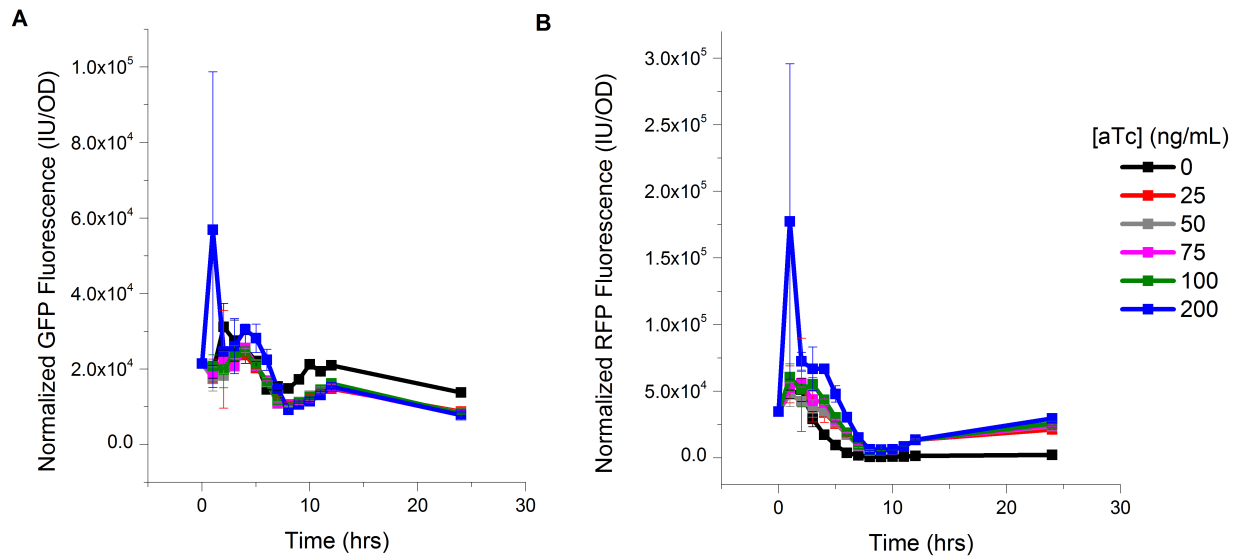 A
Normalized GFP Fluorescence (IU/OD)
1.0x10⁵
8.0x10⁴
6.0x10⁴
4.0x10⁴
2.0x10⁴
0.0
0
10
20
30
Time (hrs)
B
Normalized RFP Fluorescence (IU/OD)
3.0x10⁵
2.5x10⁵
2.0x10⁵
1.5x10⁵
1.0x10⁵
5.0x10⁴
0.0
0
10
20
30
Time (hrs)
[aTc] (ng/mL)
0
25
50
75
100
200